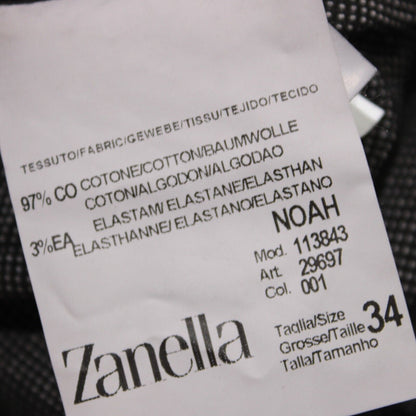 TESSUTO/FABRIC/GEWEBE/TISSU/TEJIDO/TECIDO
97% CO COTONE/COTTON/BAUMWOLLE
COTON/ALGODON/ALGODAO
3%EA ELASTAM/ELASTANE/ELASTHAN
ELASTHANNE/ELASTANO/ELASTANO
NOAH
Mod. 113843
Art. 29697
Col. 001
Zanella
Taglia/Size
Grosse/Taille 34
Talla/Tamanho